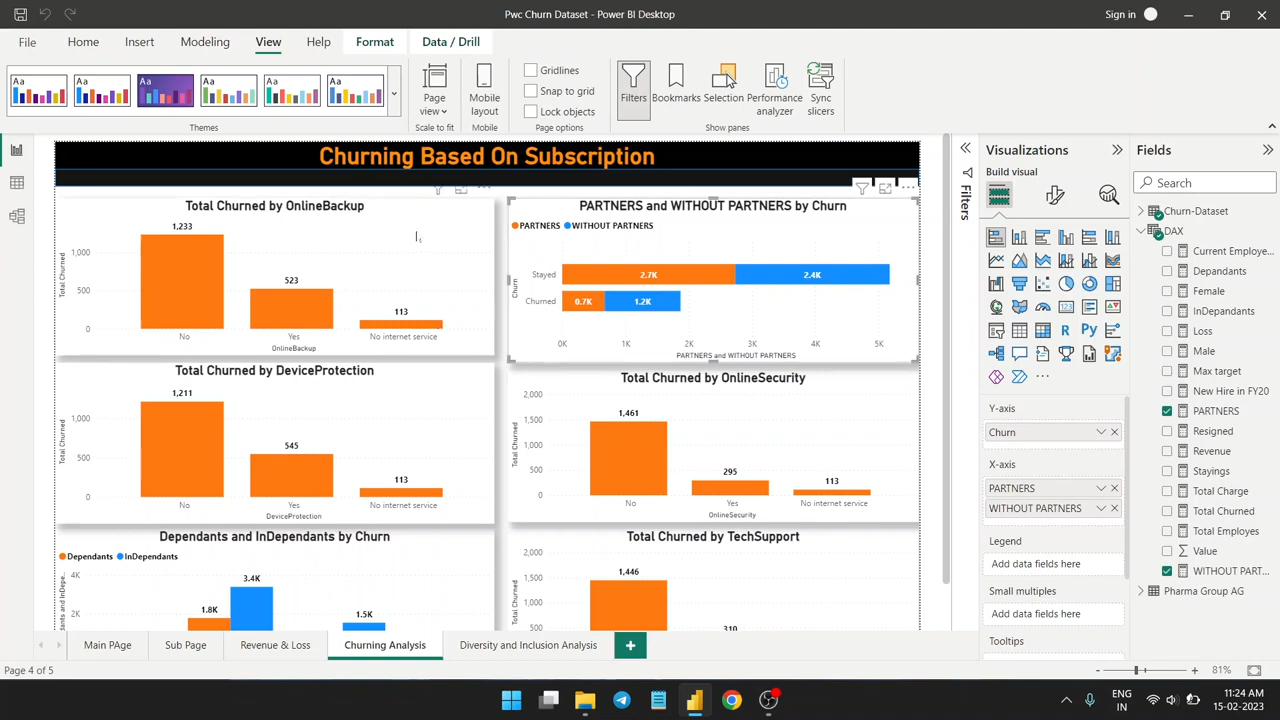 Pwc Churn Dataset - Power BI Desktop
Sign in
File
Home
Insert
Modeling
View
Help
Format
Data / Drill
Aa
Aa
Aa
Aa
Aa
Aa
Themes
Page
view
Scale to fit
Mobile
layout
Mobile
Gridlines
Snap to grid
Lock objects
Page options
Filters
Bookmarks
Selection
Performance
analyzer
Sync
slicers
Show panes
Churning Based On Subscription
Total Churned by OnlineBackup
Total Churned
1,000
500
0
1,233
523
113
No
Yes
No internet service
OnlineBackup
PARTNERS and WITHOUT PARTNERS by Churn
PARTNERS
WITHOUT PARTNERS
Churn
Stayed
2.7K
2.4K
Churned
0.7K
1.2K
0K
1K
2K
3K
4K
5K
PARTNERS and WITHOUT PARTNERS
Total Churned by DeviceProtection
Total Churned
1,000
500
0
1,211
545
113
No
Yes
No internet service
DeviceProtection
Total Churned by OnlineSecurity
Total Churned
2,000
1,500
1,000
500
0
1,461
295
113
No
Yes
No internet service
OnlineSecurity
Dependants and InDependants by Churn
Dependants
InDependants
Dependants and InDepe...
4K
2K
1.8K
3.4K
1.5K
Total Churned by TechSupport
Total Churned
2,000
1,500
1,000
500
1,446
310
Main PAge
Sub Page
Revenue & Loss
Churning Analysis
Diversity and Inclusion Analysis
Page 4 of 5
81%
Filters
Visualizations
Build visual
R
Py
123
Y-axis
Churn
X-axis
PARTNERS
WITHOUT PARTNERS
Legend
Add data fields here
Small multiples
Add data fields here
Tooltips
Fields
Search
Churn-Dataset
DAX
Current Employe...
Depandants
Female
InDepandants
Loss
Male
Max target
New Hire in FY20
PARTNERS
Resigned
Revenue
Stayings
Total Charge
Total Churned
Total Employes
Value
WITHOUT PART...
Pharma Group AG
ENG
IN
11:24 AM
15-02-2023